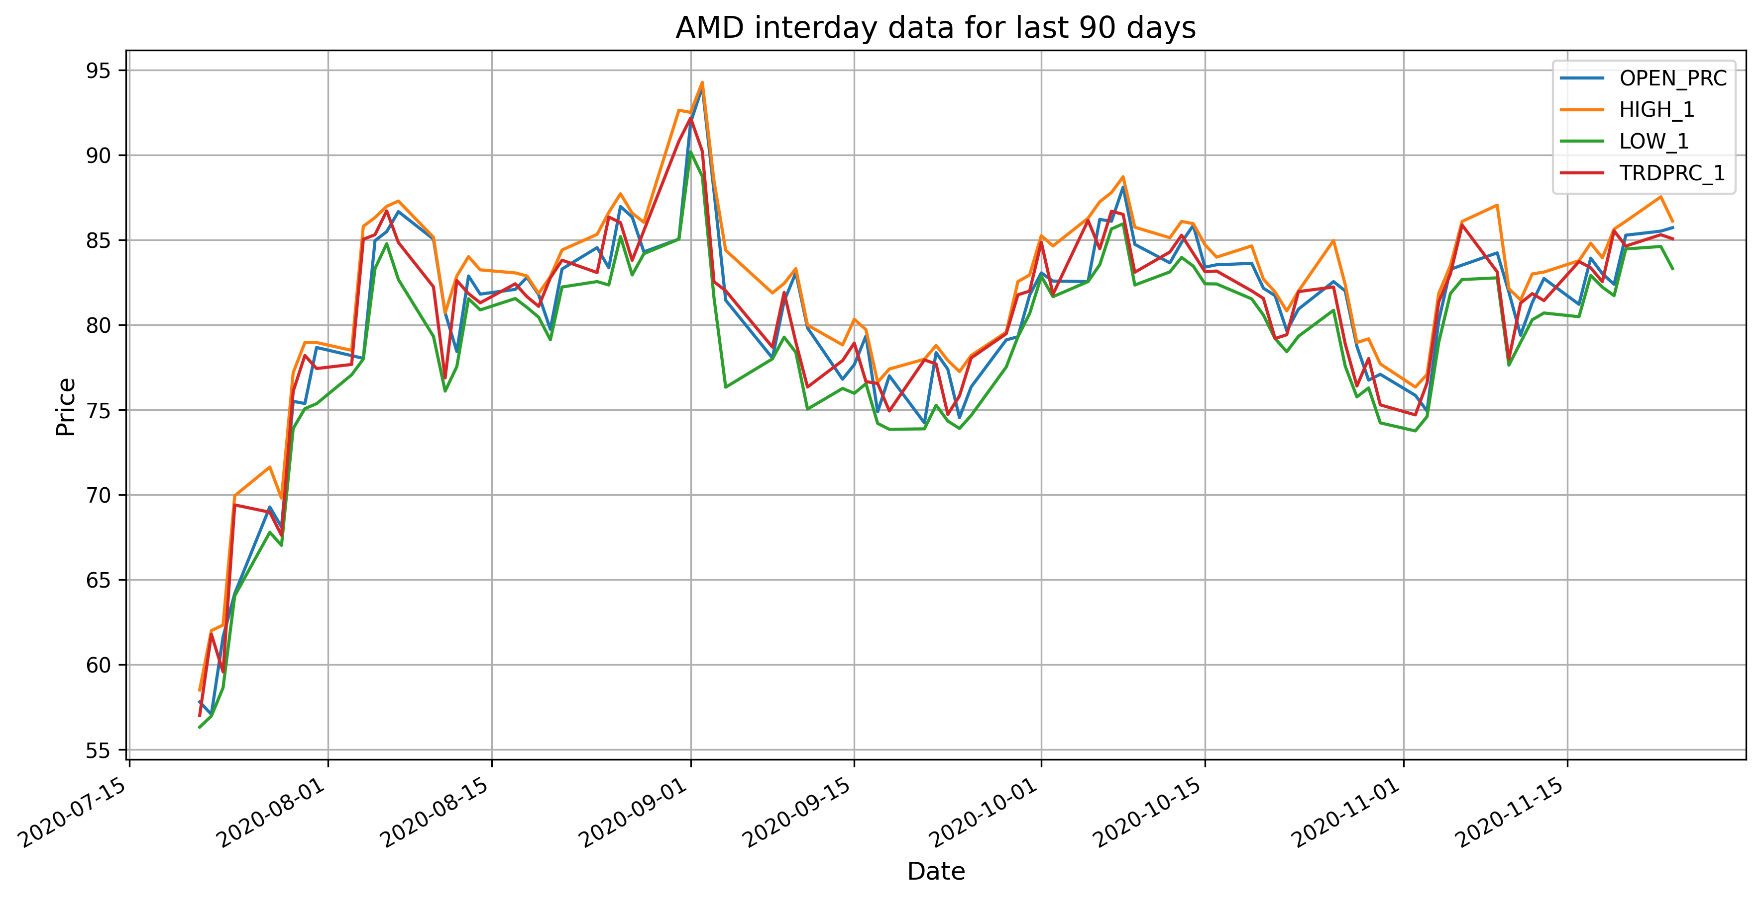 AMD interday data for last 90 days
OPEN_PRC
HIGH_1
LOW_1
TRDPRC_1
Price
95
90
85
80
75
70
65
60
55
2020-07-15
2020-08-01
2020-08-15
2020-09-01
2020-09-15
2020-10-01
2020-10-15
2020-11-01
2020-11-15
Date